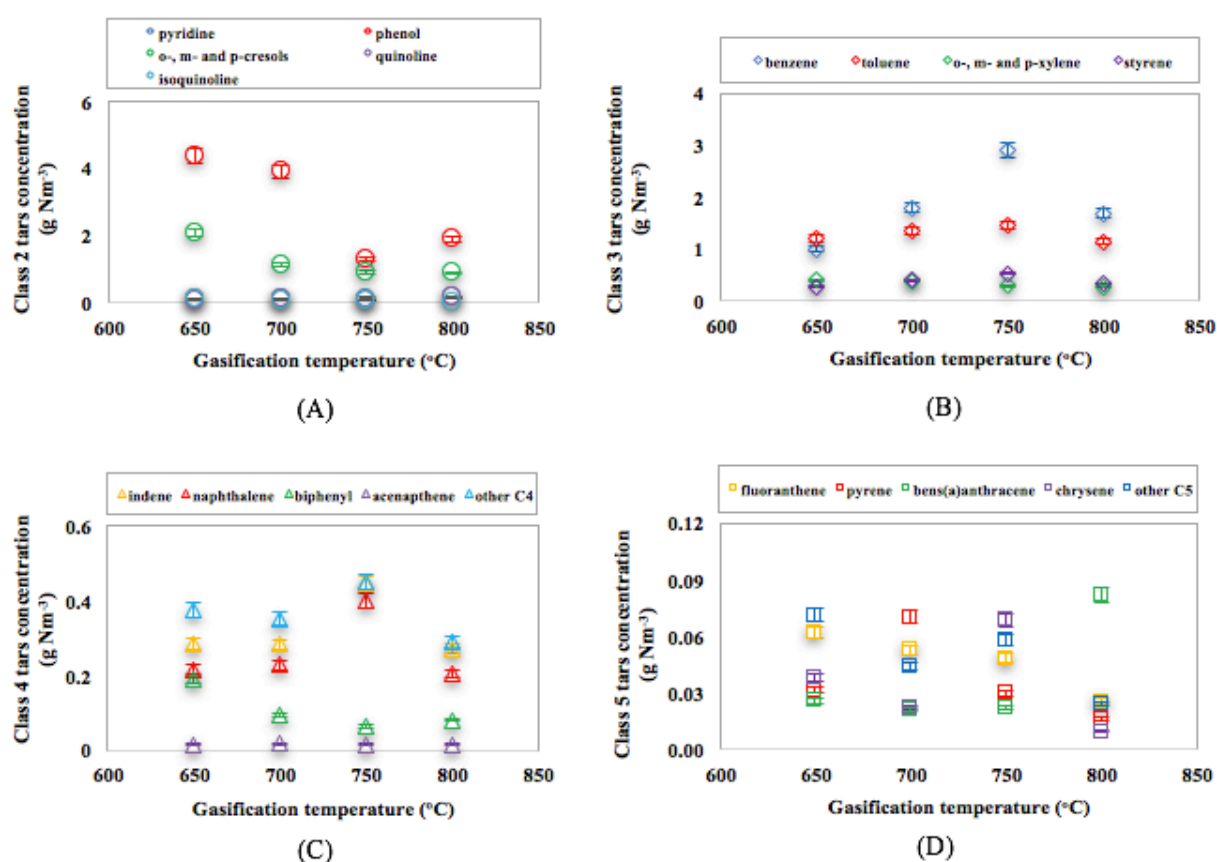 pyridine phenol
o-, m- and p-cresols quinoline
isoquinoline
Class 2 tars concentration
(g Nm-3)
6
4
2
0
600 650 700 750 800 850
Gasification temperature (oC)
(A)
benzene toluene o-, m- and p-xylene styrene
Class 3 tars concentration
(g Nm-3)
4
3
2
1
0
600 650 700 750 800 850
Gasification temperature (oC)
(B)
indene naphthalene biphenyl acenapthene other C4
Class 4 tars concentration
(g Nm-3)
0.6
0.4
0.2
0
600 650 700 750 800 850
Gasification temperature (oC)
(C)
fluoranthene pyrene bens(a)anthracene chrysene other C5
Class 5 tars concentration
(g Nm-3)
0.12
0.09
0.06
0.03
0.00
600 650 700 750 800 850
Gasification temperature (oC)
(D)